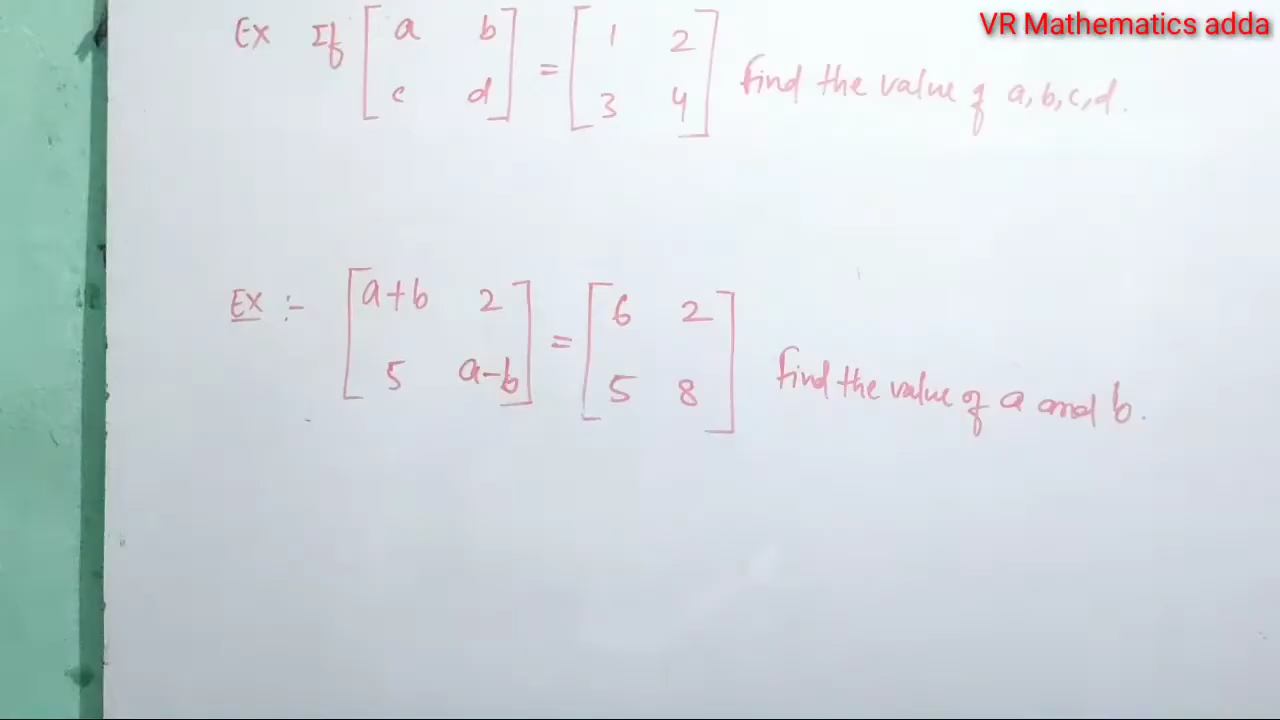 VR Mathematics adda
Ex If [a b] = [1 2] find the value of a, b, c, d.
[c d] [3 4]
Ex :- [a+b 2] = [6 2] find the value of a and b.
[5 a-b] [5 8]